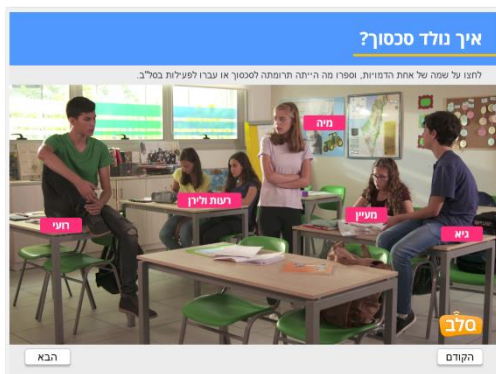 איך נולד סכסוך?
לחצו על שמה של אחת הדמויות, וספרו מה הייתה תרומתה לסכסוך או עברו לפעילות בסל"ב.
מיה
רעות ולירן
מעיין
רועי
גיא
סלב
הקודם
הבא